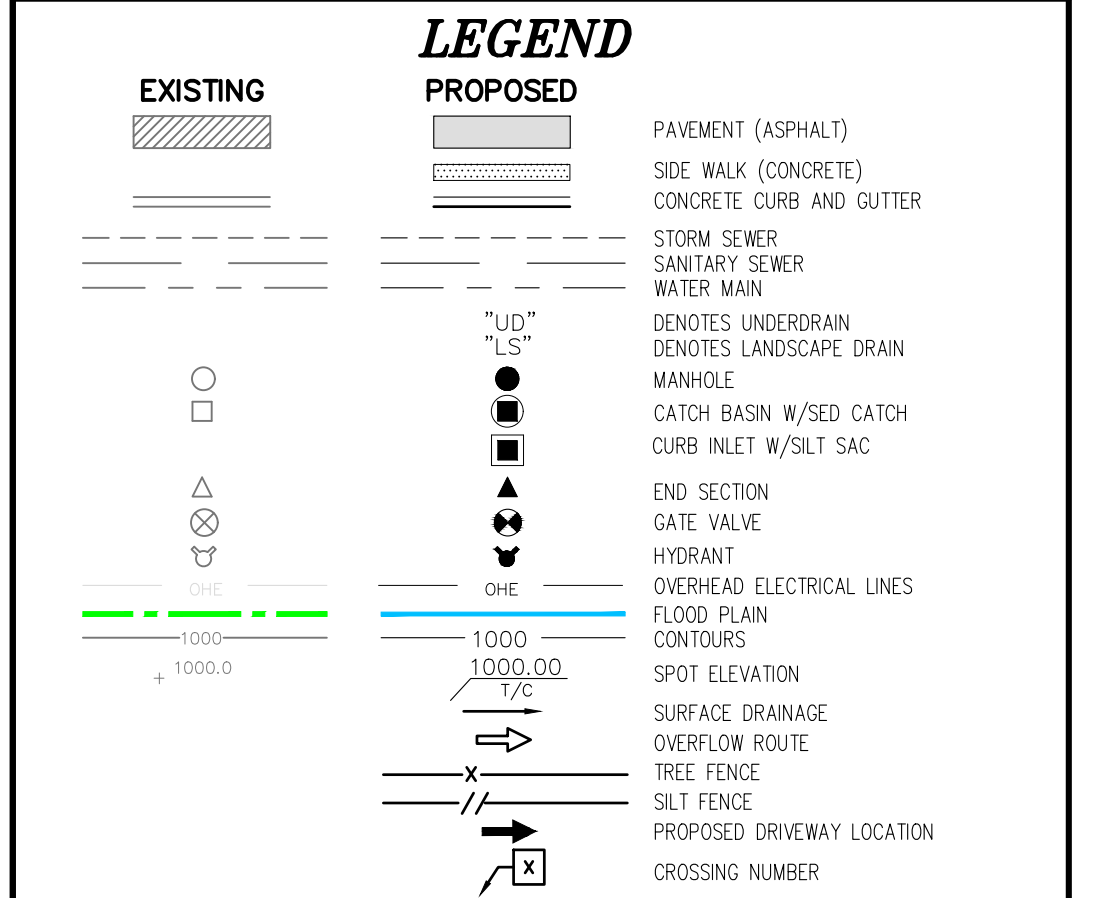 LEGEND
EXISTING PROPOSED
PAVEMENT (ASPHALT)
SIDE WALK (CONCRETE)
CONCRETE CURB AND GUTTER
STORM SEWER
SANITARY SEWER
WATER MAIN
"UD" DENOTES UNDERDRAIN
"LS" DENOTES LANDSCAPE DRAIN
MANHOLE
CATCH BASIN W/SED CATCH
CURB INLET W/SILT SAC
END SECTION
GATE VALVE
HYDRANT
OHE OHE OVERHEAD ELECTRICAL LINES
FLOOD PLAIN
1000 1000 CONTOURS
+ 1000.0 1000.00 SPOT ELEVATION
T/C
SURFACE DRAINAGE
OVERFLOW ROUTE
X TREE FENCE
// SILT FENCE
PROPOSED DRIVEWAY LOCATION
X CROSSING NUMBER